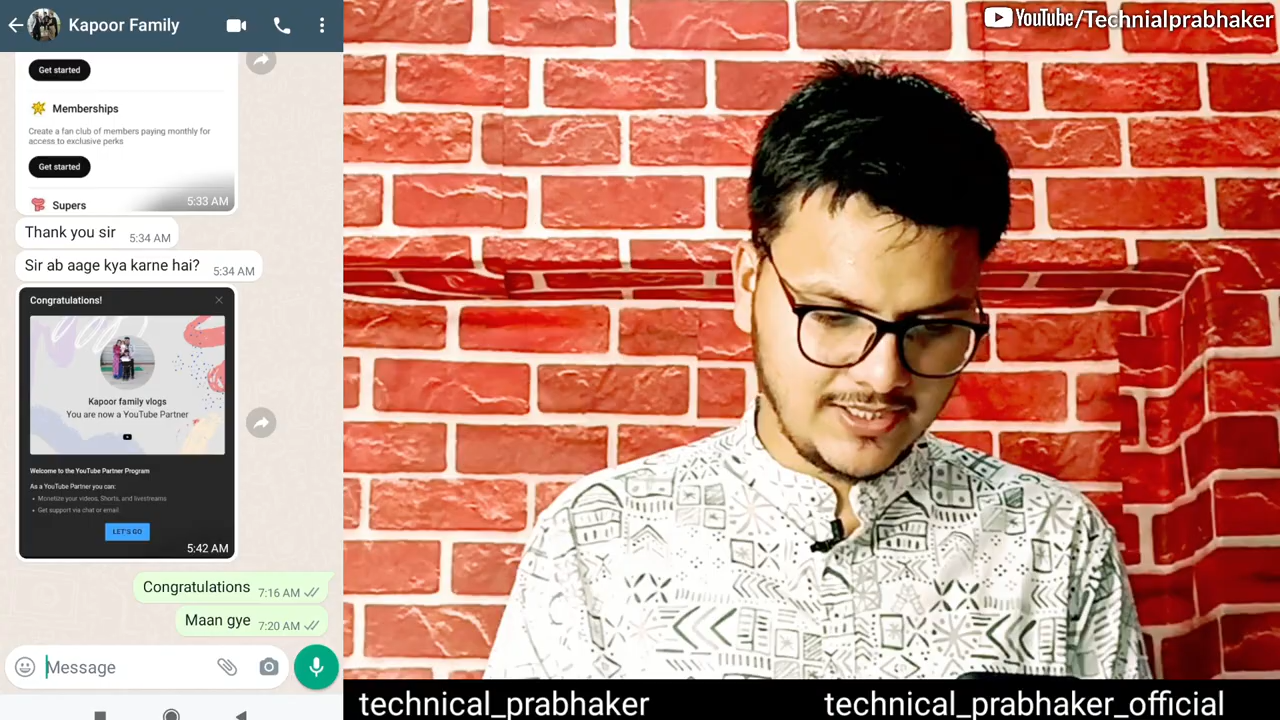 Kapoor Family
Get started
Memberships
Create a fan club of members paying monthly for
access to exclusive perks
Get started
Supers
5:33 AM
Thank you sir
5:34 AM
Sir ab aage kya karne hai?
5:34 AM
Congratulations!
Kapoor family vlogs
You are now a YouTube Partner
Welcome to the YouTube Partner Program
As a YouTube Partner you can:
• Monetize your videos, Shorts, and livestreams
• Get support via chat or email
LET'S GO
5:42 AM
Congratulations 7:16 AM
Maan gye 7:20 AM
Message
YouTube/Technialprabhaker
technical_prabhaker
technical_prabhaker_official